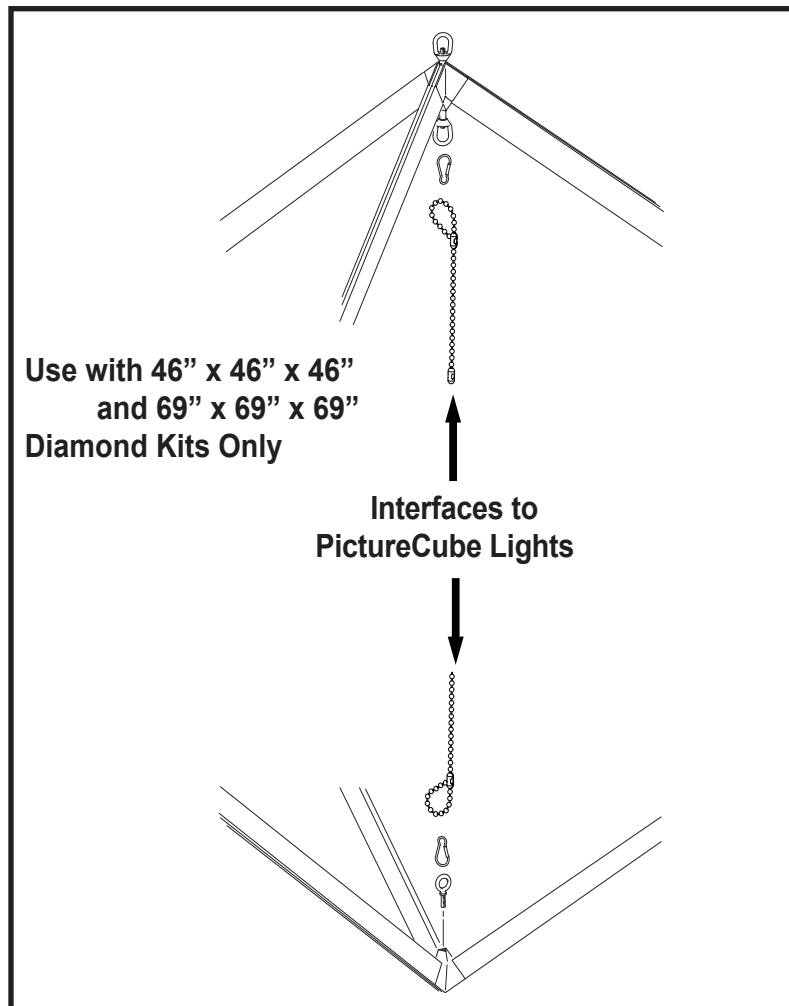 Use with 46” x 46” x 46”
and 69” x 69” x 69”
Diamond Kits Only
Interfaces to
PictureCube Lights